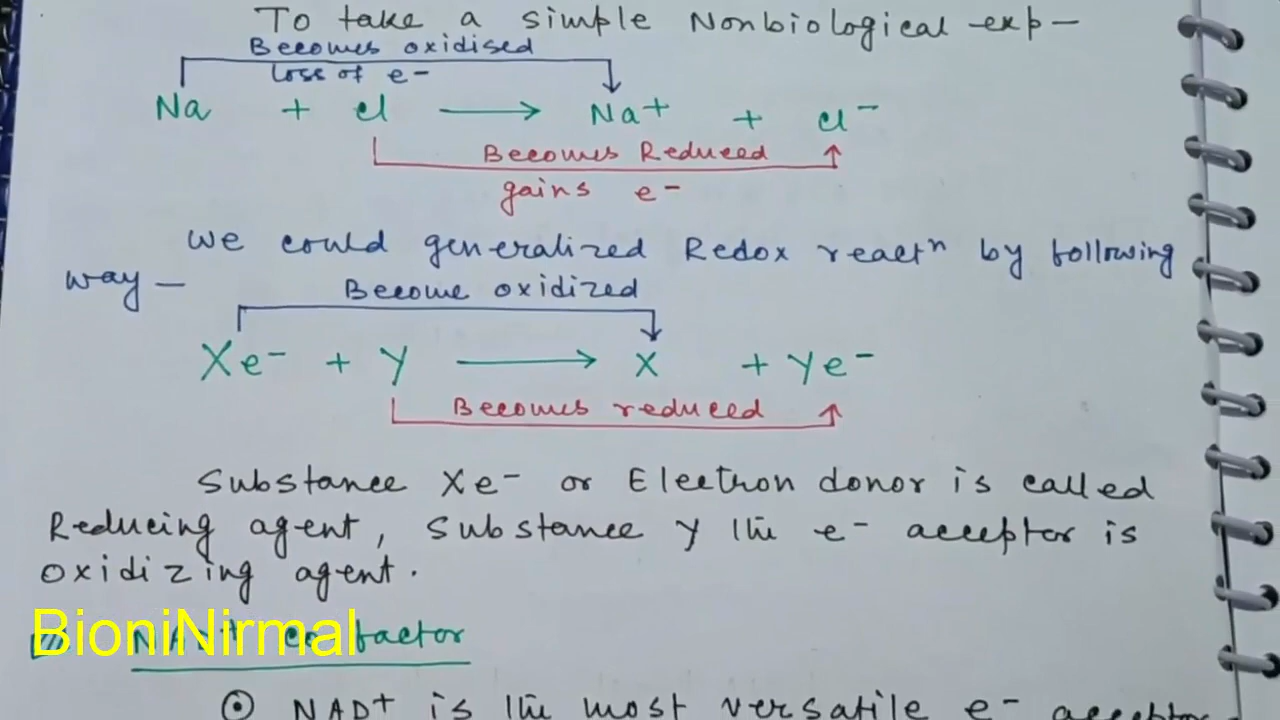 To take a simple Nonbiological exp-
Becomes oxidised
loss of e-
Na + cl → Na+ + cl-
Becomes Reduced
gains e-
We could generalized Redox reactn by following
way-
Become oxidized
Xe- + Y → X + Ye-
Becomes reduced
Substance Xe- or Electron donor is called
Reducing agent, Substance Y the e- acceptor is
oxidizing agent.
BioniNirmal
NAD+ Cofactor
NAD+ is the most versatile e- acceptor